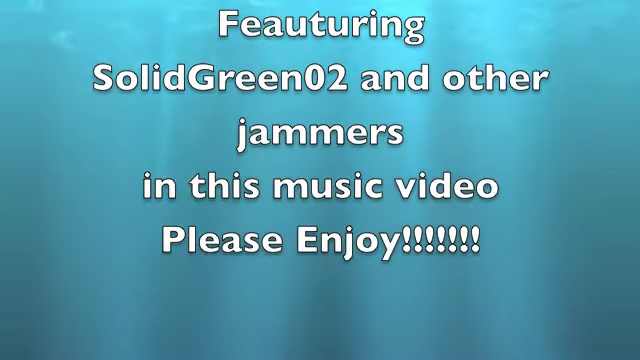 Feauturing
SolidGreen02 and other
jammers
in this music video
Please Enjoy!!!!!!!